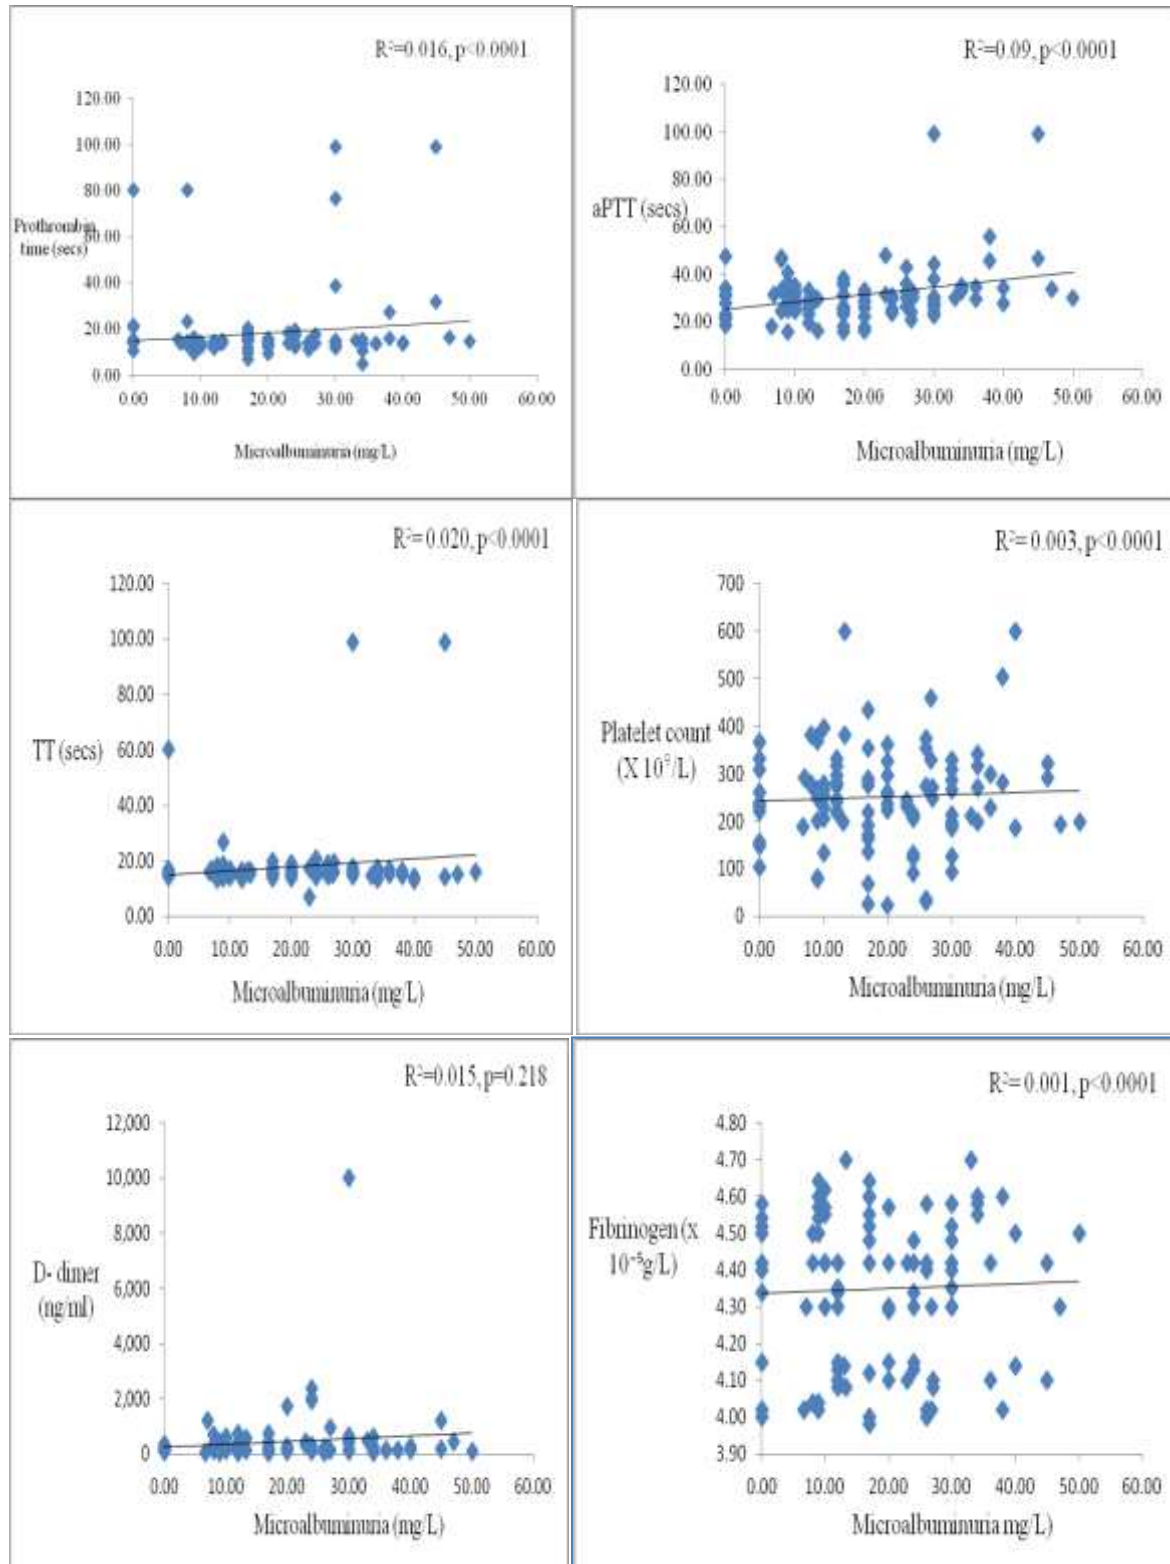 R²=0.016, p<0.0001
120.00
100.00
80.00
60.00
40.00
20.00
0.00
Prothrombin
time (secs)
0.00 10.00 20.00 30.00 40.00 50.00 60.00
Microalbuminuria (mg/L)
R²=0.09, p<0.0001
120.00
100.00
80.00
60.00
40.00
20.00
0.00
aPTT (secs)
0.00 10.00 20.00 30.00 40.00 50.00 60.00
Microalbuminuria (mg/L)
R²= 0.020, p<0.0001
120.00
100.00
80.00
60.00
40.00
20.00
0.00
TT (secs)
0.00 10.00 20.00 30.00 40.00 50.00 60.00
Microalbuminuria (mg/L)
R²= 0.003, p<0.0001
700
600
500
400
300
200
100
0
Platelet count
(X 10⁹/L)
0.00 10.00 20.00 30.00 40.00 50.00 60.00
Microalbuminuria (mg/L)
R²=0.015, p=0.218
12,000
10,000
8,000
6,000
4,000
2,000
0
D- dimer
(ng/ml)
0.00 10.00 20.00 30.00 40.00 50.00 60.00
Microalbuminuria (mg/L)
R²= 0.001, p<0.0001
4.80
4.70
4.60
4.50
4.40
4.30
4.20
4.10
4.00
3.90
Fibrinogen (x
10⁻⁵g/L)
0.00 10.00 20.00 30.00 40.00 50.00 60.00
Microalbuminuria mg/L)